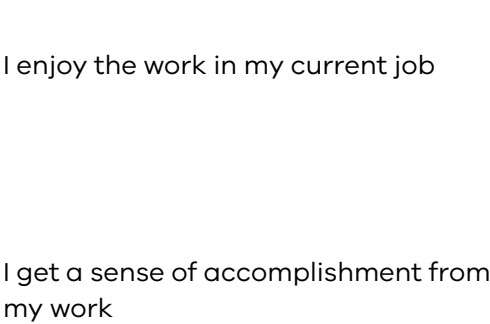 I enjoy the work in my current job
I get a sense of accomplishment from
my work